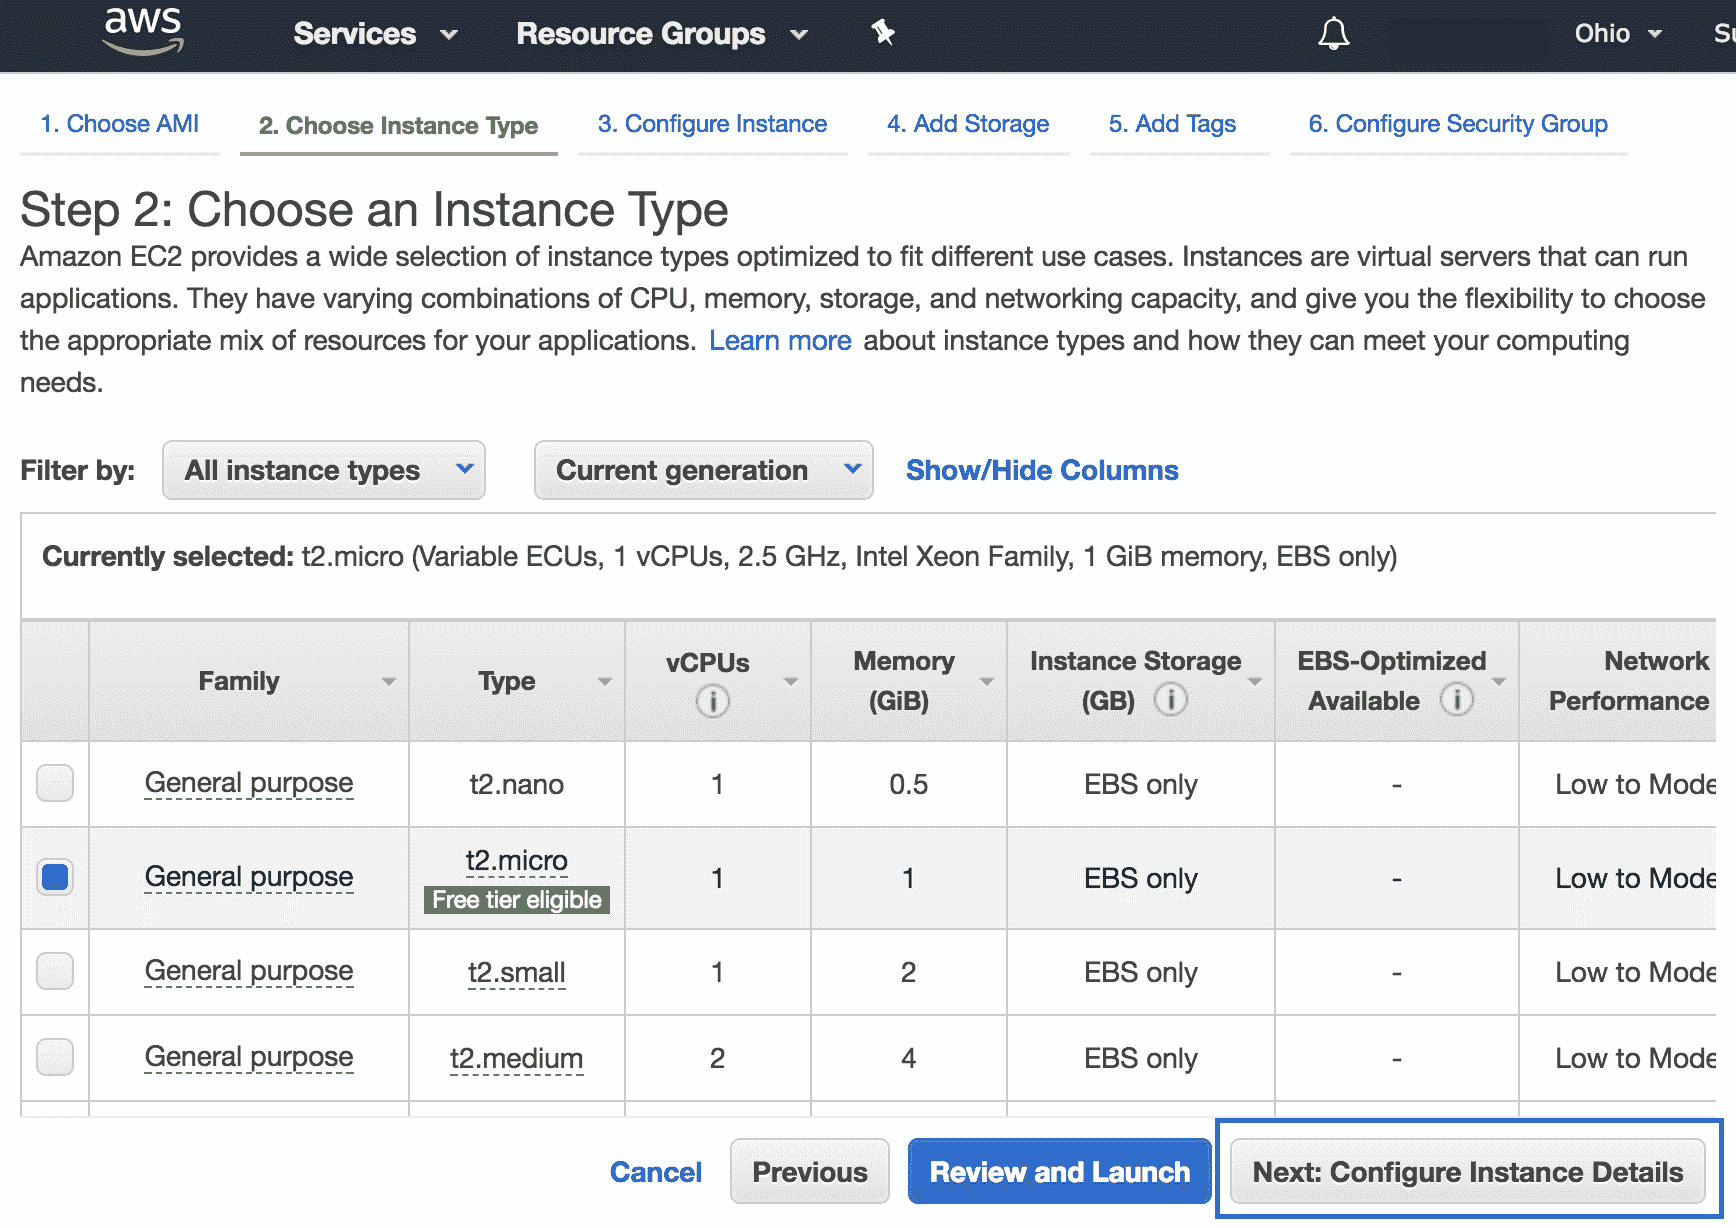 aws Services Resource Groups Ohio
1. Choose AMI 2. Choose Instance Type 3. Configure Instance 4. Add Storage 5. Add Tags 6. Configure Security Group
Step 2: Choose an Instance Type
Amazon EC2 provides a wide selection of instance types optimized to fit different use cases. Instances are virtual servers that can run
applications. They have varying combinations of CPU, memory, storage, and networking capacity, and give you the flexibility to choose
the appropriate mix of resources for your applications. Learn more about instance types and how they can meet your computing
needs.
Filter by: All instance types Current generation Show/Hide Columns
Currently selected: t2.micro (Variable ECUs, 1 vCPUs, 2.5 GHz, Intel Xeon Family, 1 GiB memory, EBS only)
Family Type vCPUs Memory (GiB) Instance Storage (GB) EBS-Optimized Available Network Performance
General purpose t2.nano 1 0.5 EBS only - Low to Mode
General purpose t2.micro Free tier eligible 1 1 EBS only - Low to Mode
General purpose t2.small 1 2 EBS only - Low to Mode
General purpose t2.medium 2 4 EBS only - Low to Mode
Cancel Previous Review and Launch Next: Configure Instance Details